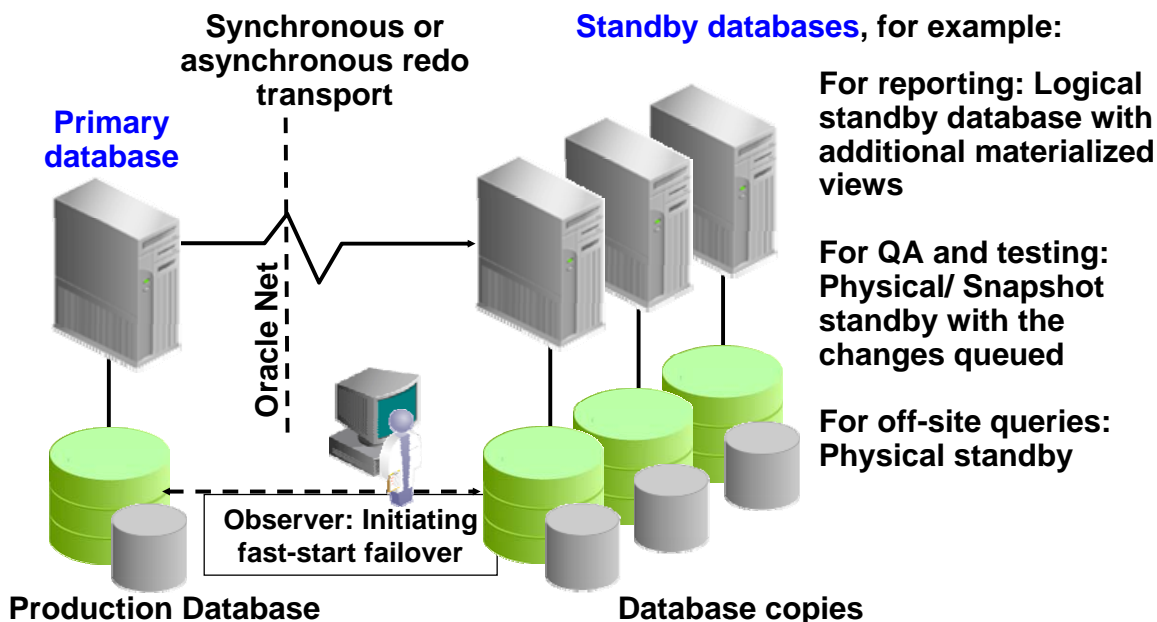 Synchronous or
asynchronous redo
transport
Standby databases, for example:
Primary
database
Oracle Net
For reporting: Logical
standby database with
additional materialized
views
For QA and testing:
Physical/ Snapshot
standby with the
changes queued
For off-site queries:
Physical standby
Observer: Initiating
fast-start failover
Production Database
Database copies